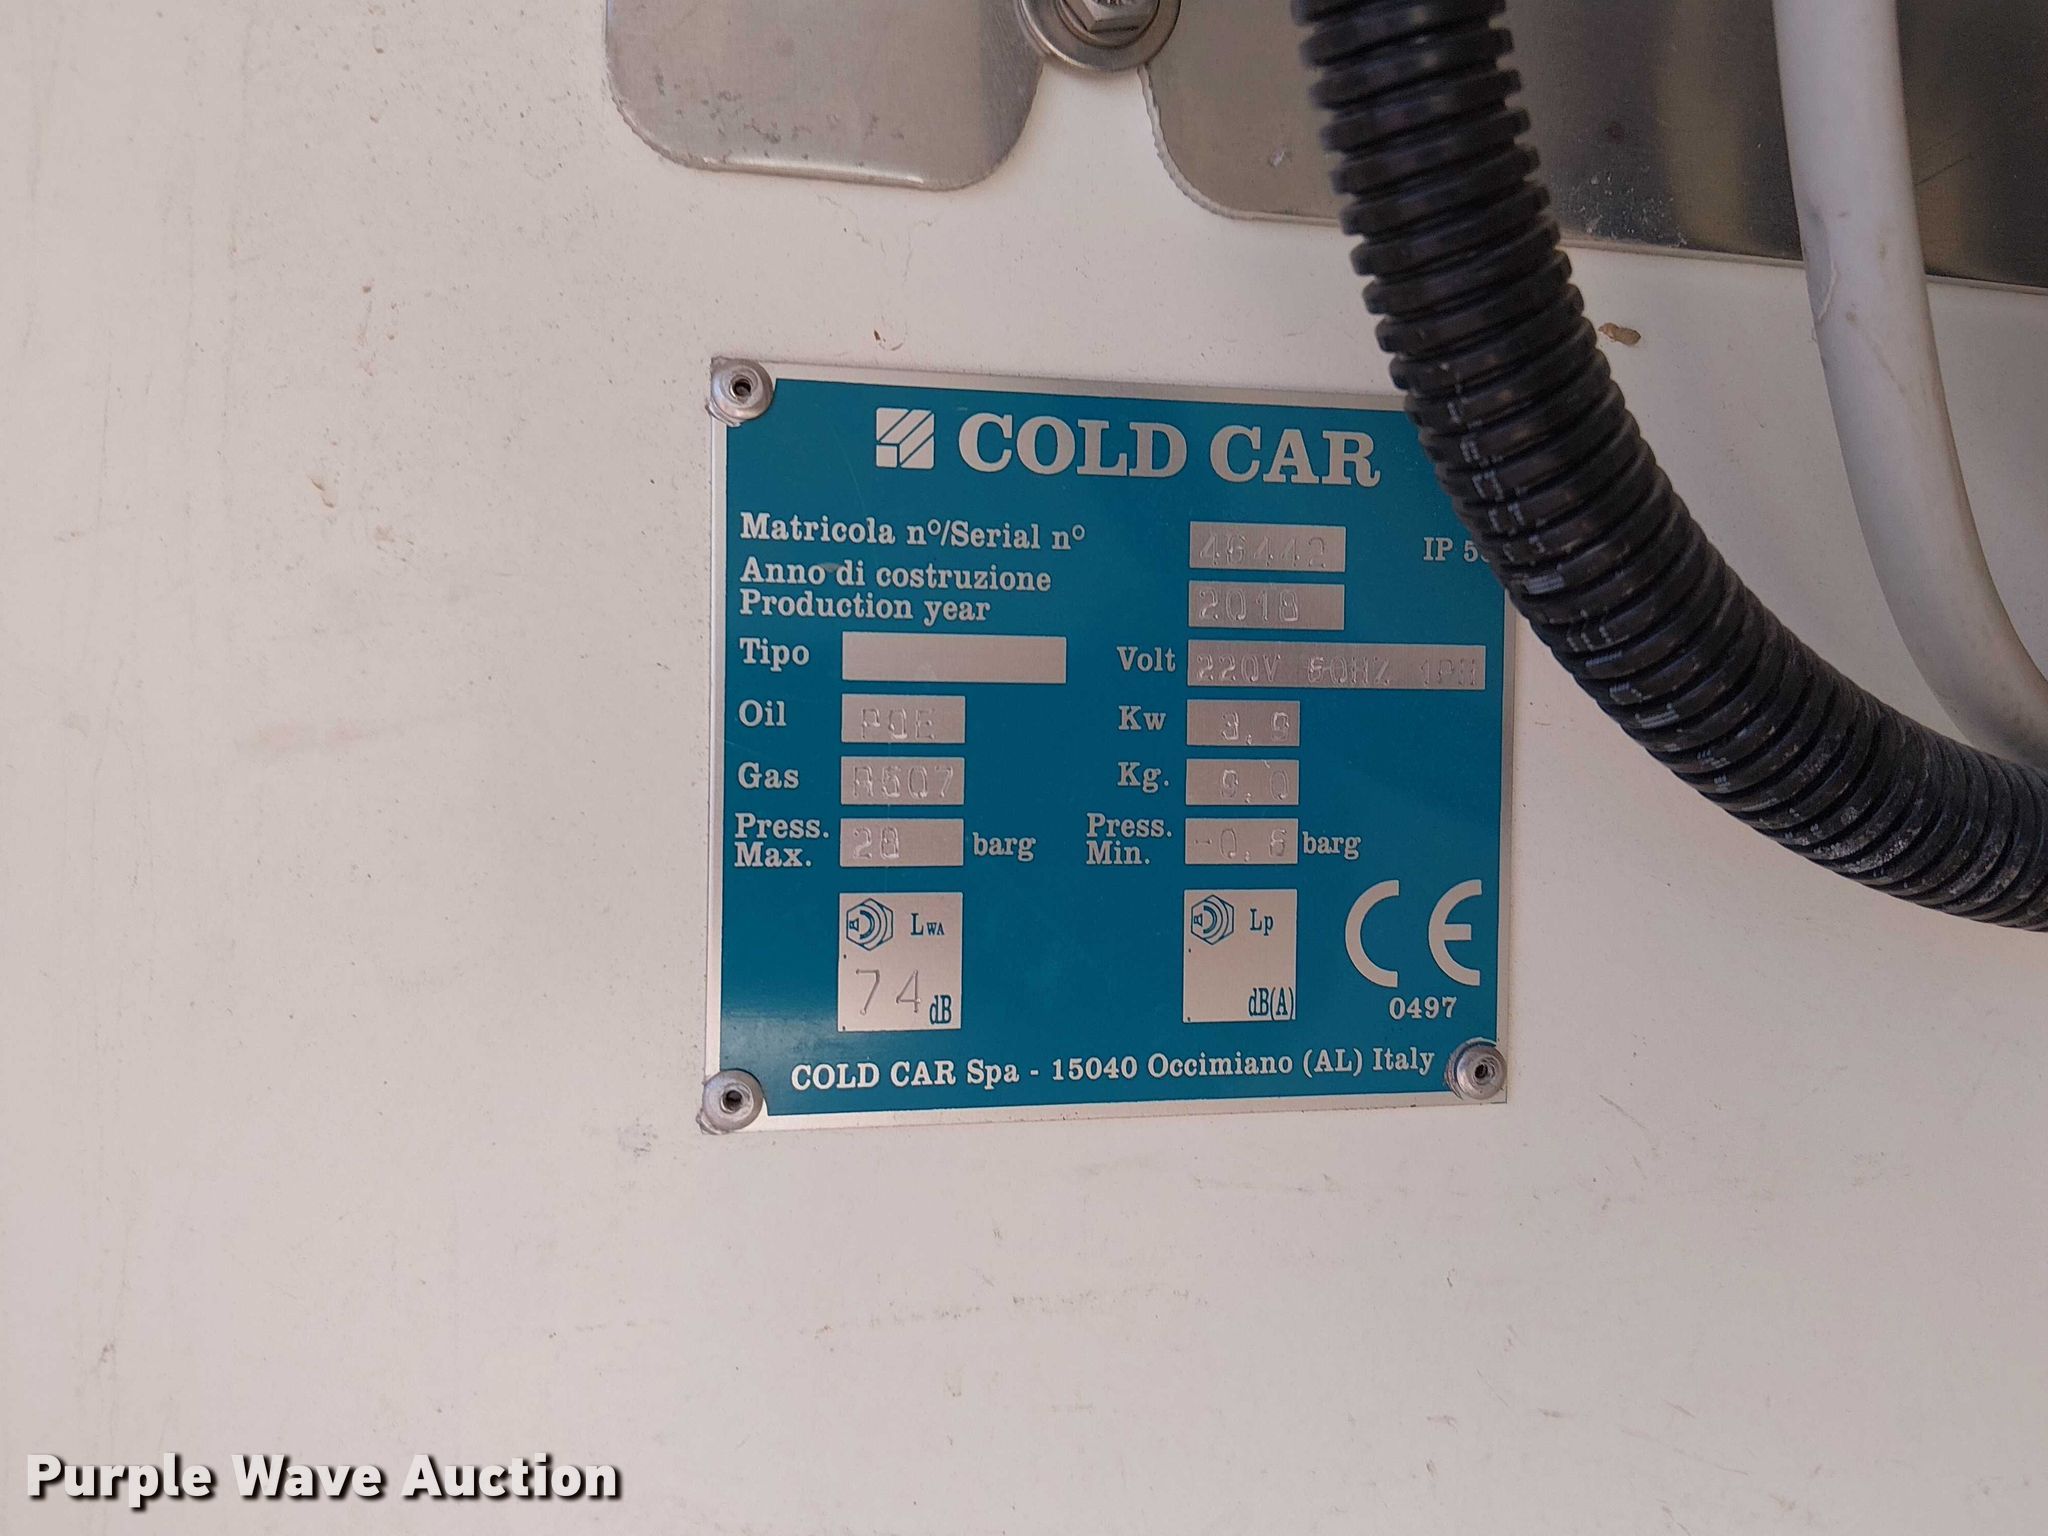 COLD CAR
Matricola n°/Serial n° 46442 IP
Anno di costruzione
Production year 2018
Tipo
Volt 220V 60HZ 1PH
Oil POE
Kw 3,9
Gas R507
Kg. 9,0
Press. Max. 28 barg
Press. Min. -0,6 barg
LWA
74 dB
Lp
dB(A)
CE
0497
COLD CAR Spa - 15040 Occimiano (AL) Italy
Purple Wave Auction